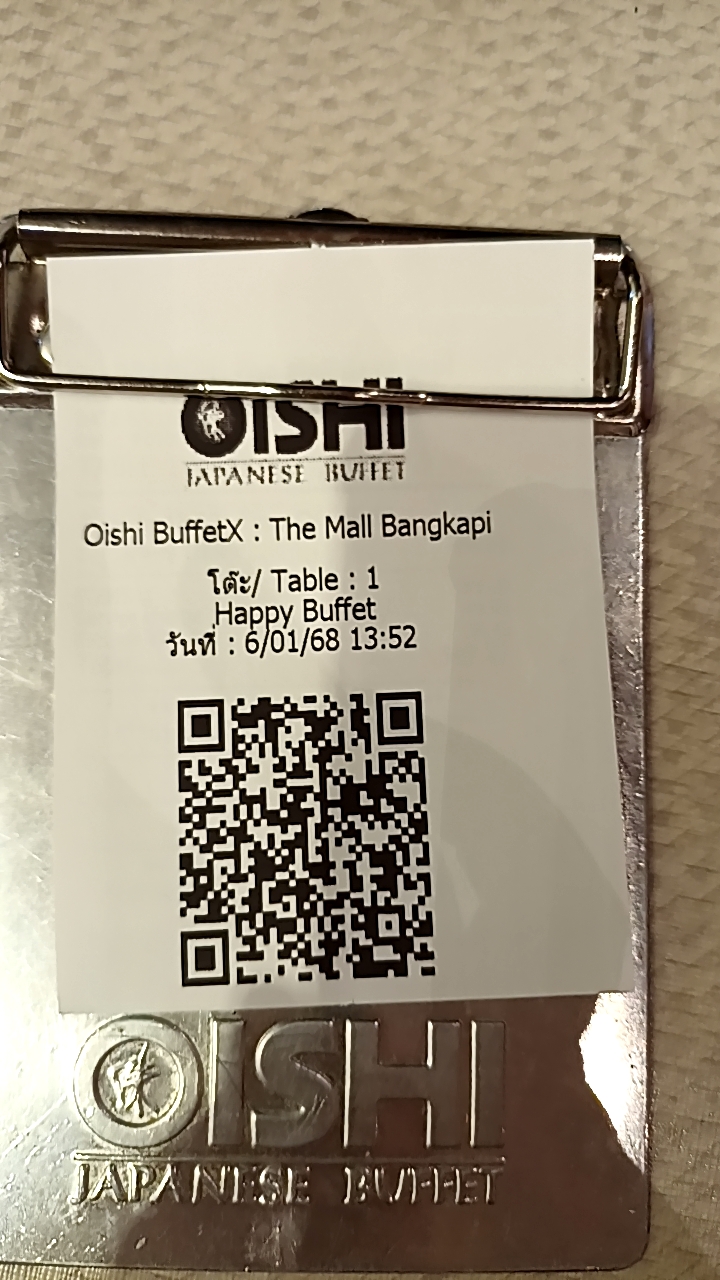 OISHI
JAPANESE BUFFET
Oishi BuffetX : The Mall Bangkapi
โต๊ะ/ Table : 1
Happy Buffet
วันที่ : 6/01/68 13:52
OISHI
JAPANESE BUFFET